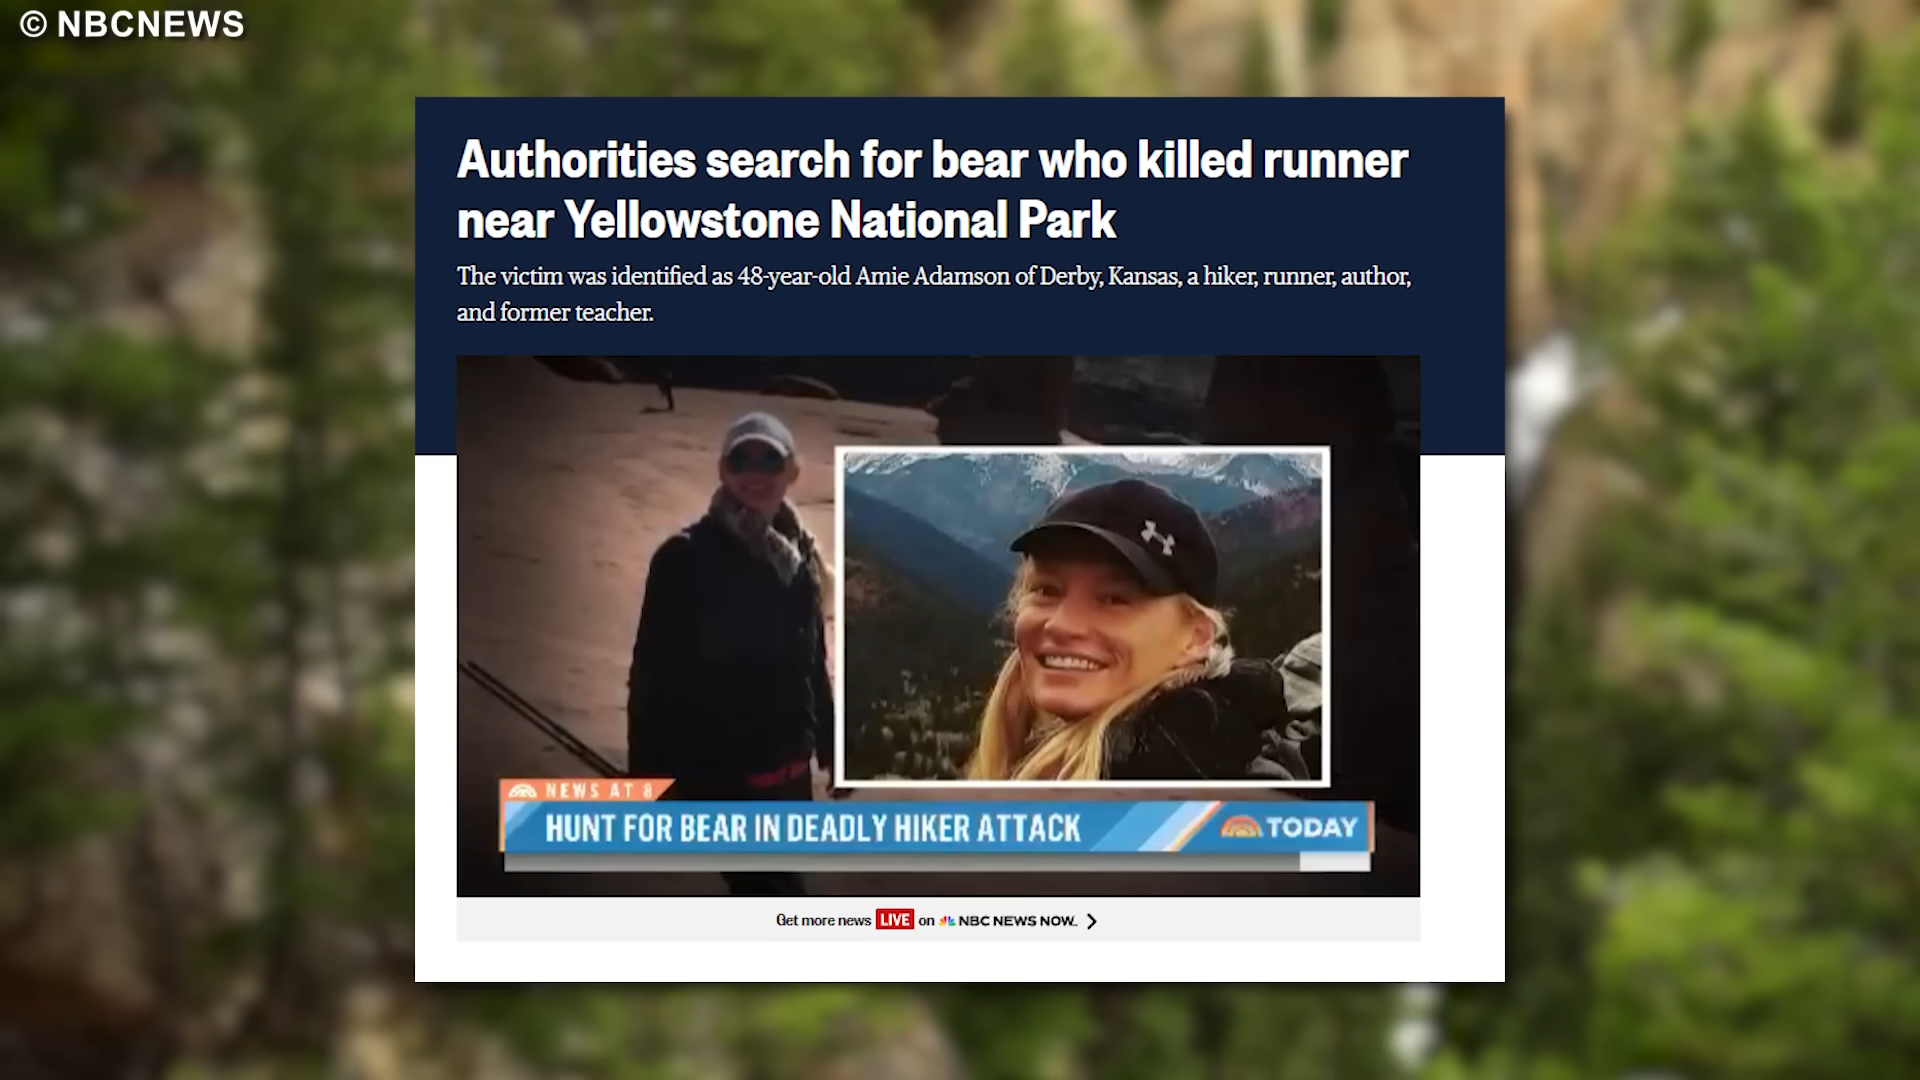 © NBCNEWS
Authorities search for bear who killed runner
near Yellowstone National Park
The victim was identified as 48-year-old Amie Adamson of Derby, Kansas, a hiker, runner, author,
and former teacher.
NEWS AT 8
HUNT FOR BEAR IN DEADLY HIKER ATTACK
TODAY
Get more news LIVE on NBC NEWS NOW.